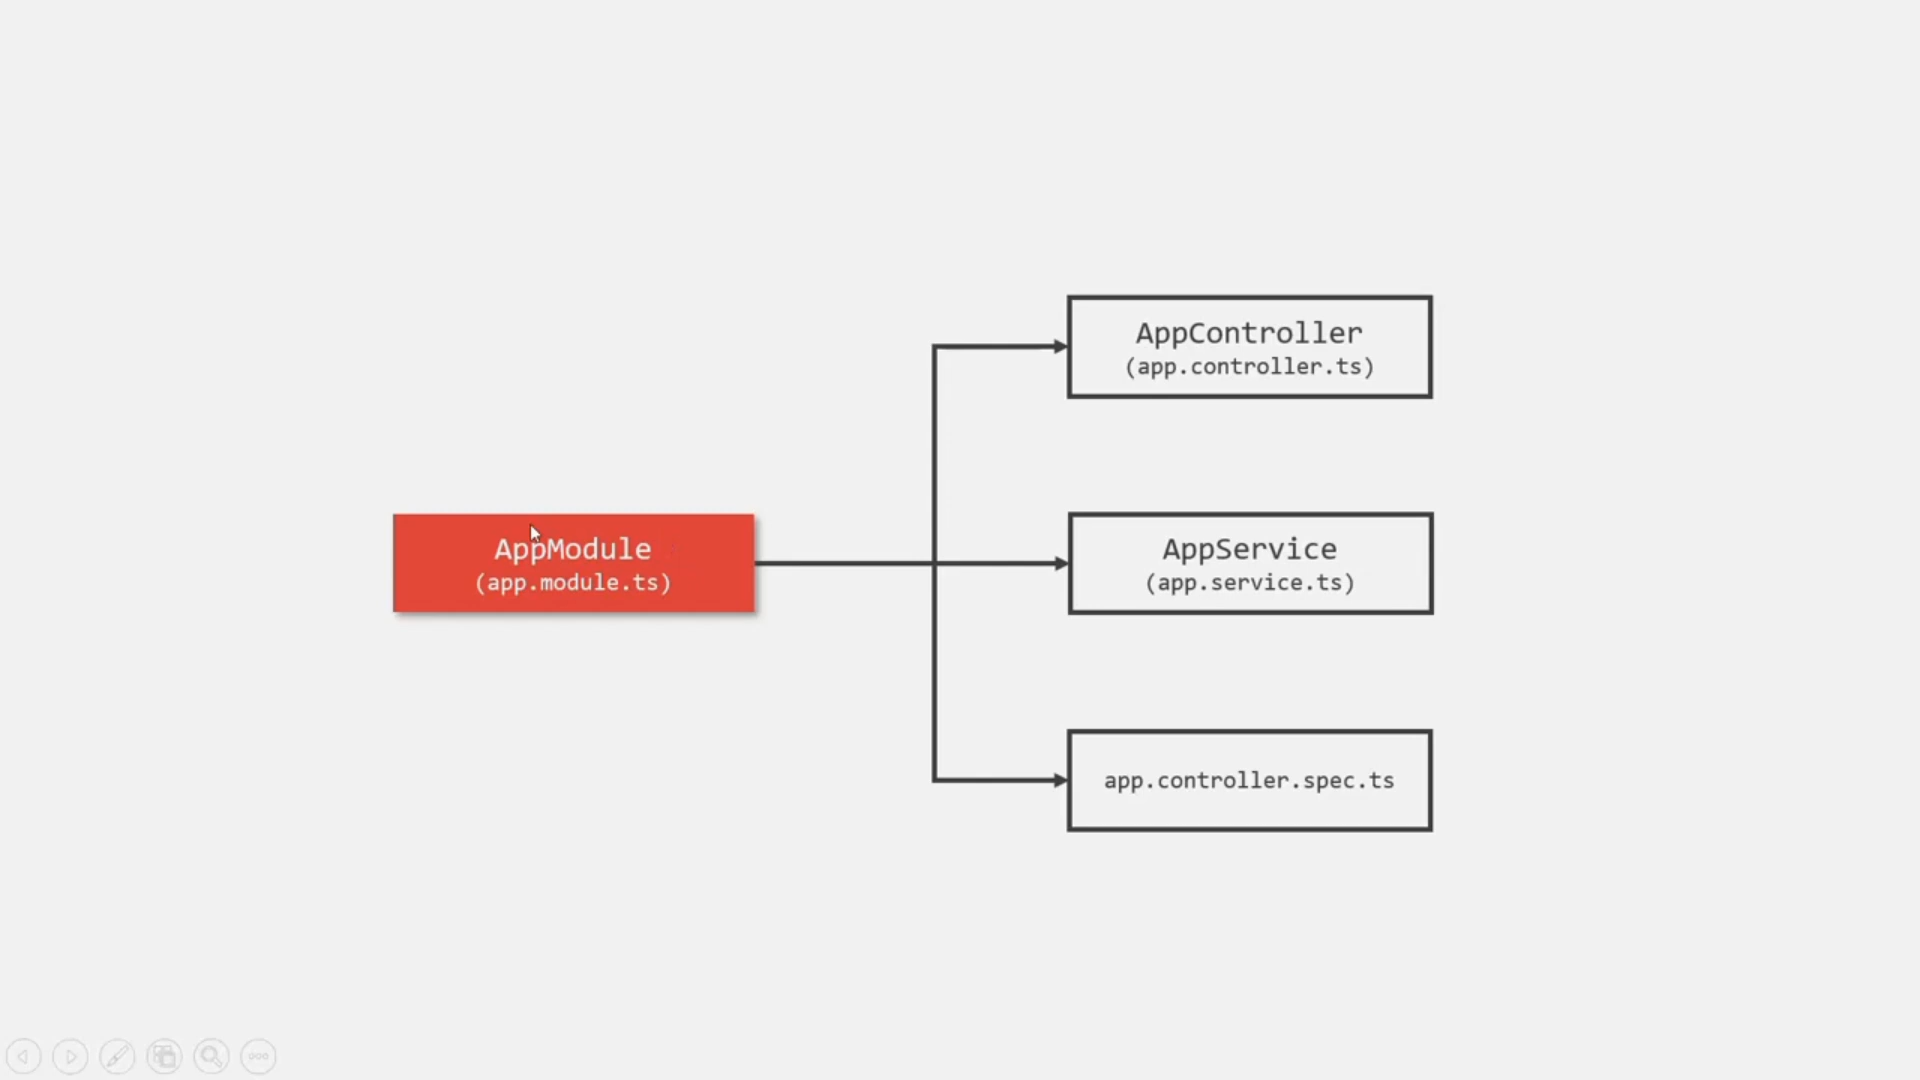 AppController
(app.controller.ts)
AppModule
(app.module.ts)
AppService
(app.service.ts)
app.controller.spec.ts